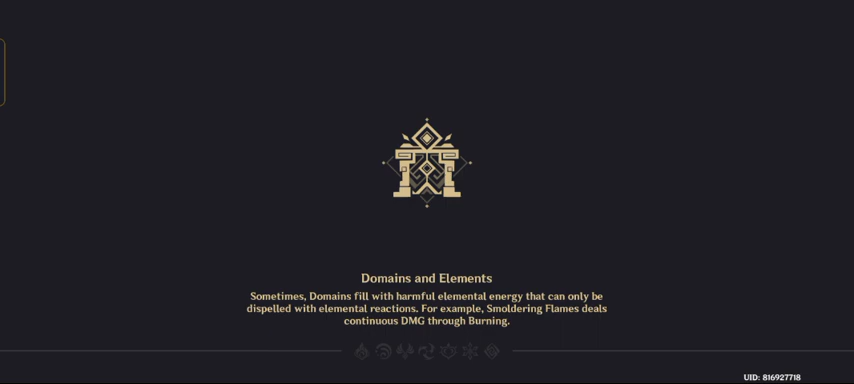 Domains and Elements
Sometimes, Domains fill with harmful elemental energy that can only be
dispelled with elemental reactions. For example, Smoldering Flames deals
continuous DMG through Burning.
UID: 816927718